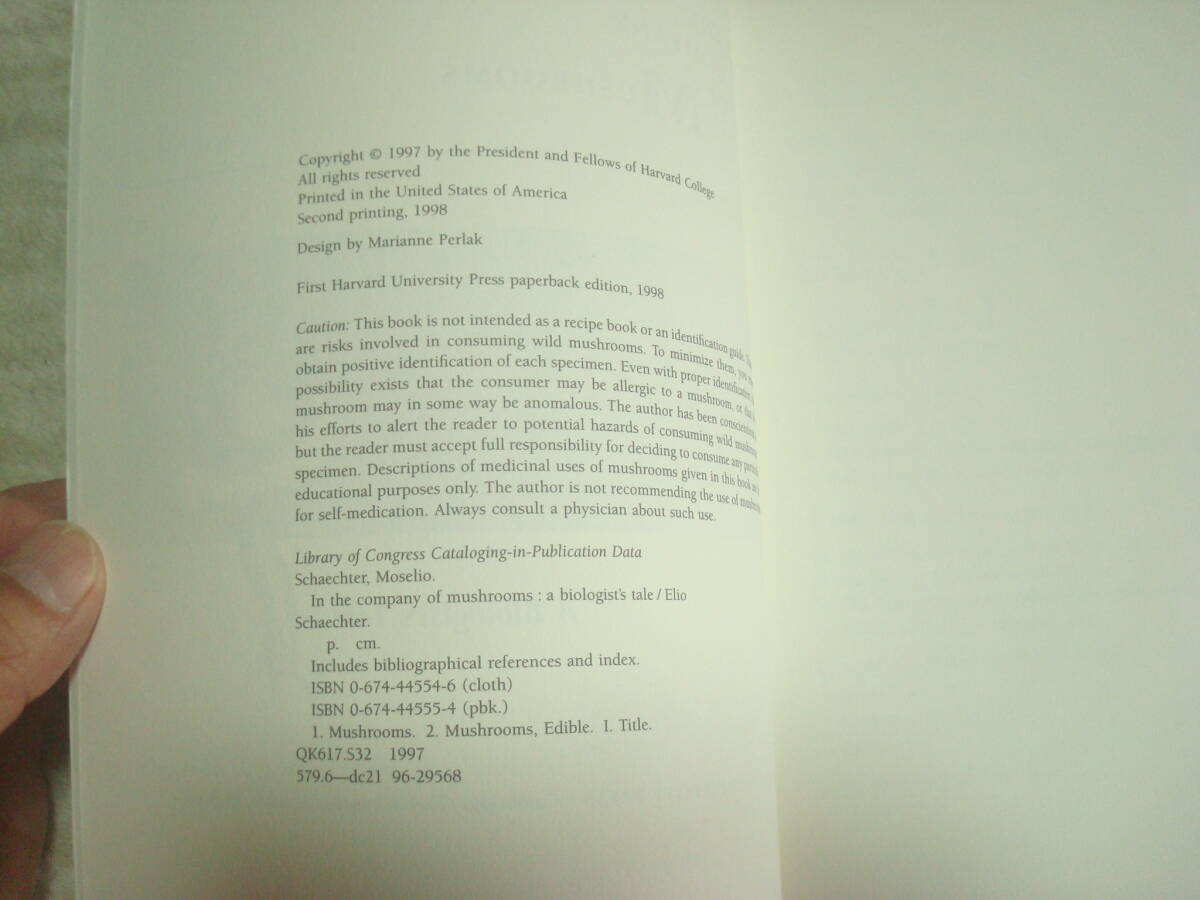 Copyright © 1997 by the President and Fellows of Harvard College
All rights reserved
Printed in the United States of America
Second printing, 1998
Design by Marianne Perlak
First Harvard University Press paperback edition, 1998
Caution: This book is not intended as a recipe book or an identification guide.
are risks involved in consuming wild mushrooms. To minimize them, you
obtain positive identification of each specimen. Even with proper identification,
possibility exists that the consumer may be allergic to a mushroom, or that
mushroom may in some way be anomalous. The author has been
his efforts to alert the reader to potential hazards of consuming wild
but the reader must accept full responsibility for deciding to consume any
specimen. Descriptions of medicinal uses of mushrooms given in this book
educational purposes only. The author is not recommending the use of
for self-medication. Always consult a physician about such use.
Library of Congress Cataloging-in-Publication Data
Schaechter, Moselio.
In the company of mushrooms : a biologist's tale / Elio
Schaechter.
p. cm.
Includes bibliographical references and index.
ISBN 0-674-44554-6 (cloth)
ISBN 0-674-44555-4 (pbk.)
1. Mushrooms. 2. Mushrooms, Edible. I. Title.
QK617.S32 1997
579.6—dc21 96-29568